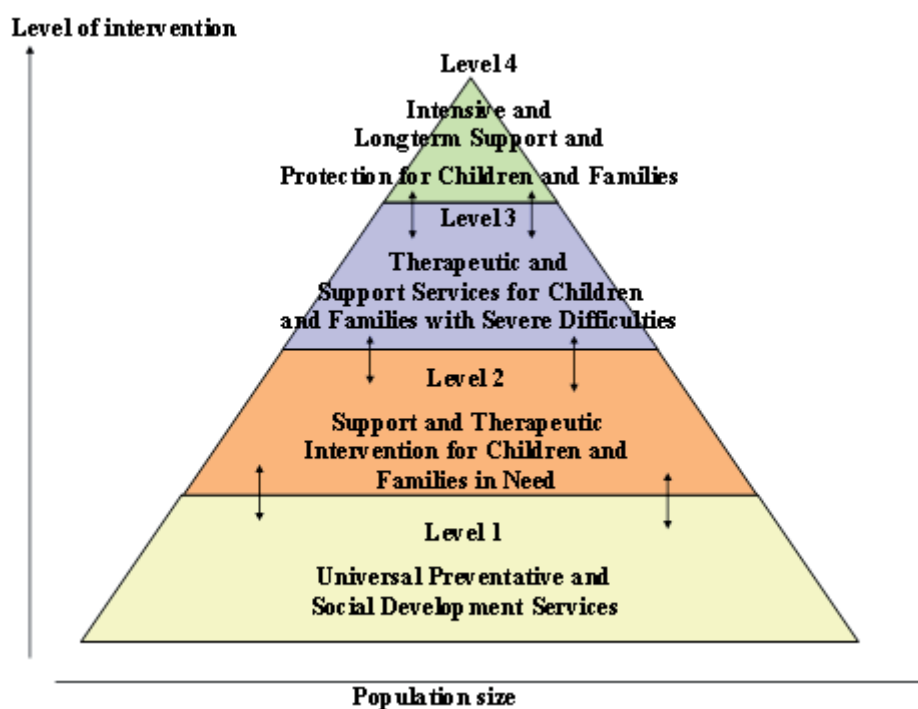 Level of intervention
Level 4
Intensive and
Longterm Support and
Protection for Children and Families
Level 3
Therapeutic and
Support Services for Children
and Families with Severe Difficulties
Level 2
Support and Therapeutic
Intervention for Children and
Families in Need
Level 1
Universal Preventative and
Social Development Services
Population size